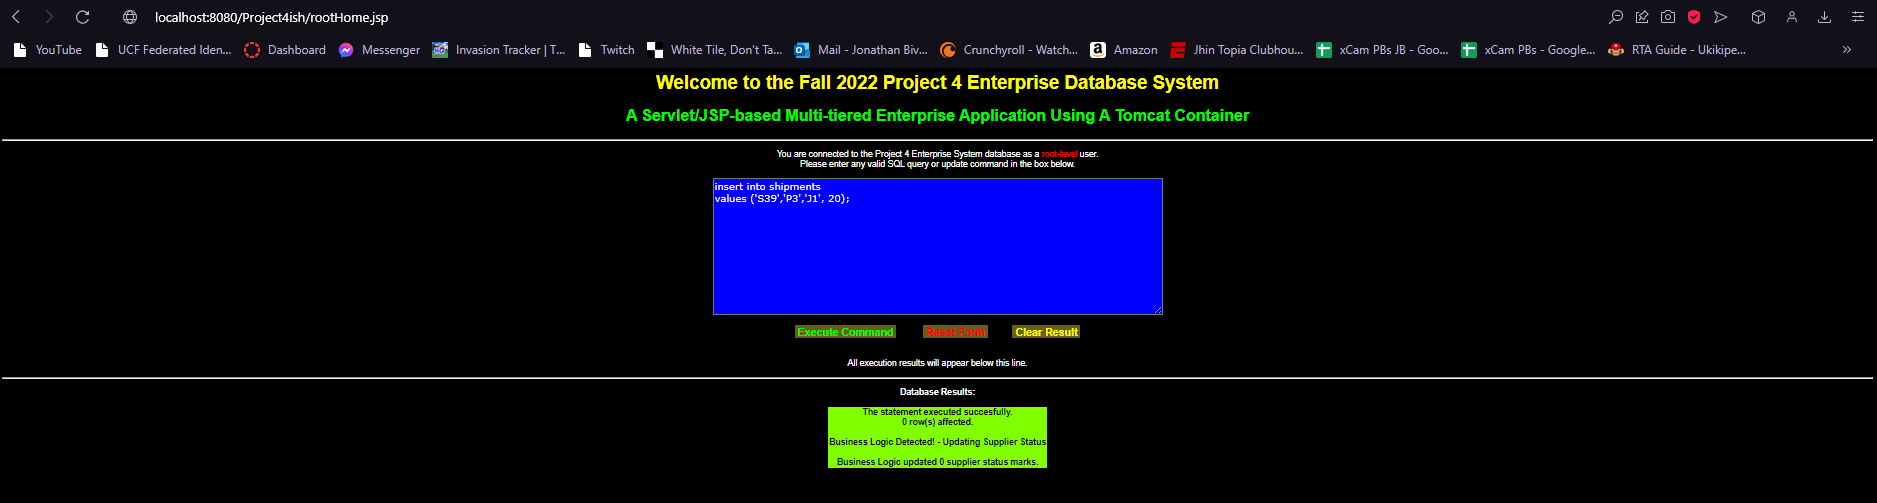 localhost:8080/Project4ish/rootHome.jsp
YouTube UCF Federated Iden... Dashboard Messenger Invasion Tracker | T... Twitch White Tile, Don't Ta... Mail - Jonathan Biv... Crunchyroll - Watch... Amazon Jhin Topia Clubhou... xCam PBs JB - Goo... xCam PBs - Google... RTA Guide - Ukikipe... »
Welcome to the Fall 2022 Project 4 Enterprise Database System
A Servlet/JSP-based Multi-tiered Enterprise Application Using A Tomcat Container
You are connected to the Project 4 Enterprise System database as a root-level user.
Please enter any valid SQL query or update command in the box below.
insert into shipments
values ('S39','P3','J1', 20);
Execute Command Reset Form Clear Result
All execution results will appear below this line.
Database Results:
The statement executed succesfully.
0 row(s) affected.
Business Logic Detected! - Updating Supplier Status
Business Logic updated 0 supplier status marks.